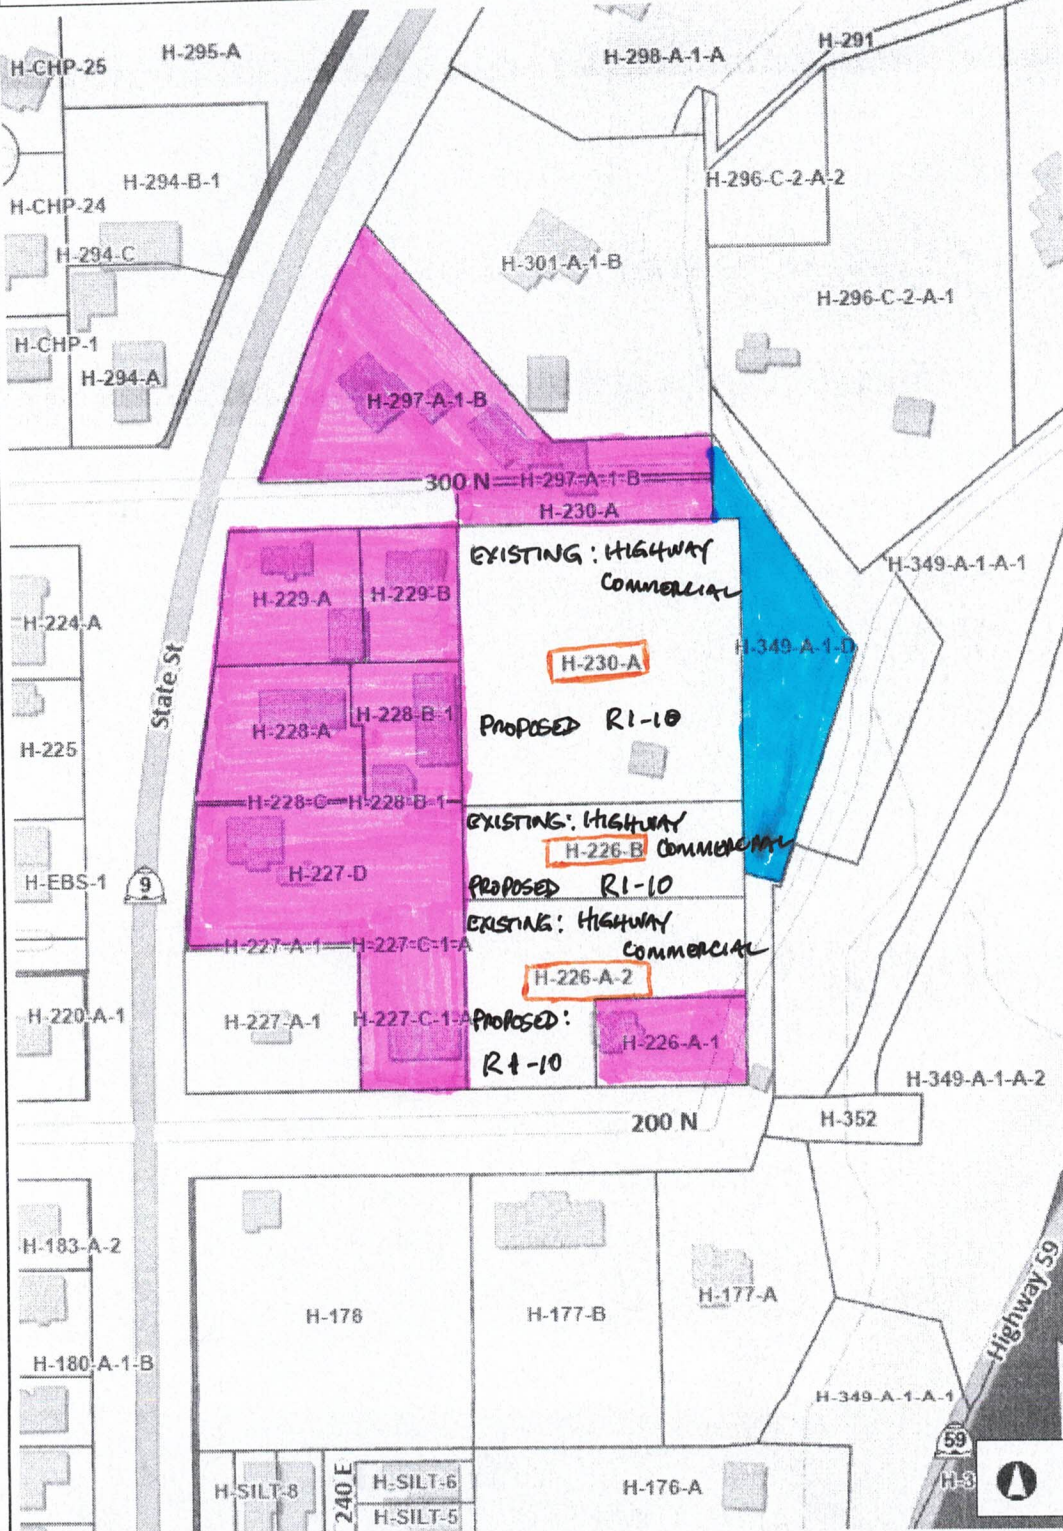 H-295-A
H-298-A-1-A
H-291
H-CHP-25
H-294-B-1
H-296-C-2-A-2
H-CHP-24
H-294-C
H-301-A-1-B
H-296-C-2-A-1
H-CHP-1
H-294-A
H-297-A-1-B
300 N
H-297-A-1-B
H-230-A
EXISTING: HIGHWAY
COMMERCIAL
H-349-A-1-A-1
H-229-A
H-229-B
H-224-A
H-349-A-1-D
H-230-A
State St
PROPOSED R1-10
H-228-B-1
H-228-A
H-225
H-228-C
H-228-B-1
EXISTING: HIGHWAY
H-226-B COMMERCIAL
H-227-D
H-EBS-1
9
PROPOSED R1-10
EXISTING: HIGHWAY
H-227-A-1
H-227-C-1-A
COMMERCIAL
H-226-A-2
H-220-A-1
H-227-A-1
H-227-C-1-A
PROPOSED:
H-226-A-1
R1-10
H-349-A-1-A-2
200 N
H-352
H-183-A-2
H-178
H-177-B
H-177-A
Highway 59
H-180-A-1-B
H-349-A-1-A-1
59
H-SILT-8
240 E
H-SILT-6
H-176-A
H-3
H-SILT-5